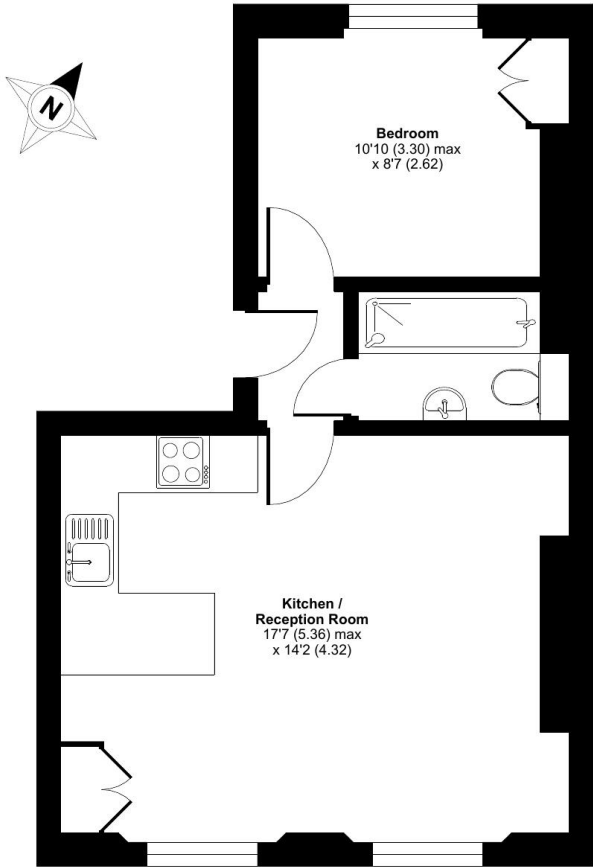 N
Bedroom
10'10 (3.30) max
x 8'7 (2.62)
Kitchen /
Reception Room
17'7 (5.36) max
x 14'2 (4.32)